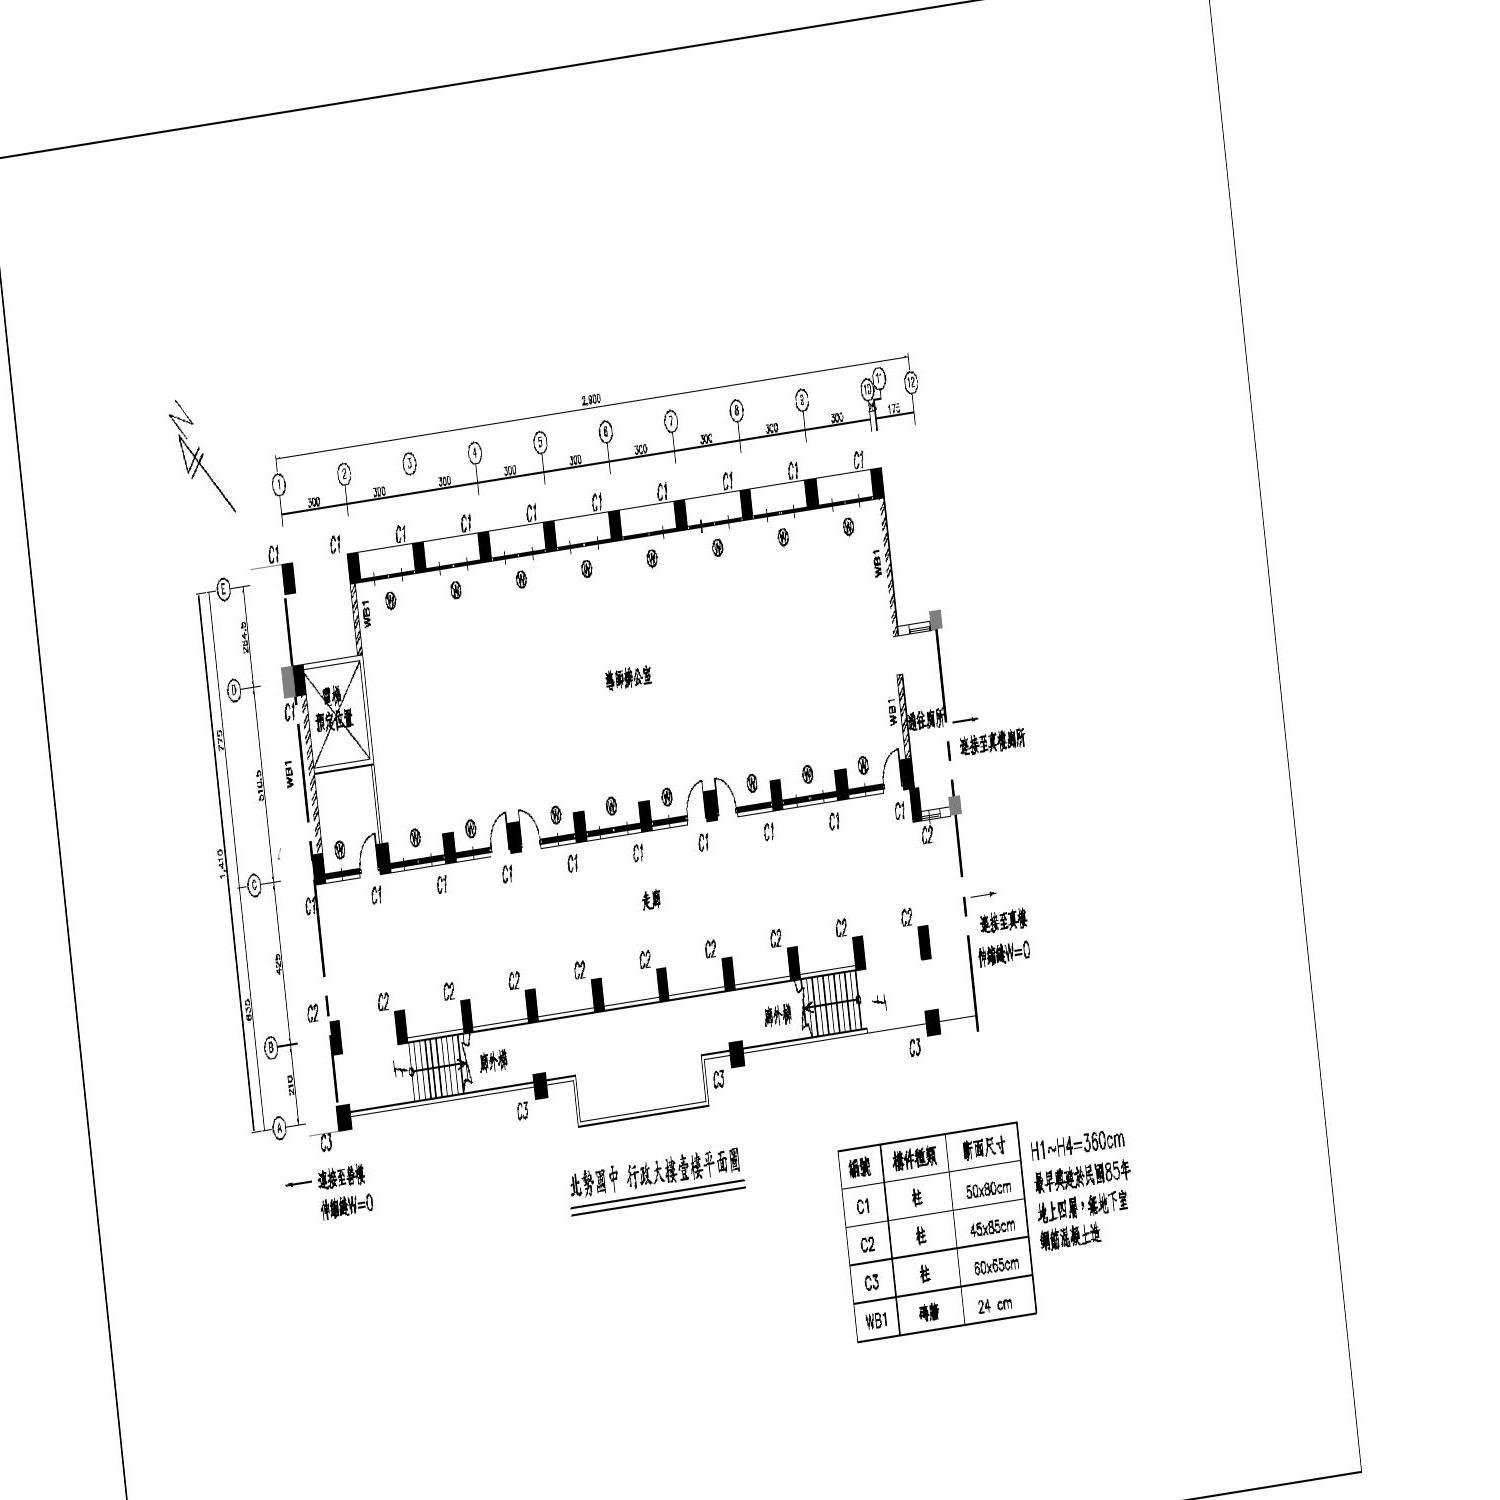 N
2,900
1 2 3 4 5 6 7 8 9 10 11 12
300 300 300 300 300 300 300 300 300 175
C1 C1 C1 C1 C1 C1 C1 C1 C1 C1
E
264.5
D
775
510.5
1,410
C
425
635
B
210
A
WB1
WB1
W W W W W W W W
導師辦公室
電梯
預定位置
C1
WB1
WB1
通往廁所
連接至真樓廁所
W W W W W W W W W
C1 C1 C1 C1 C1 C1 C1 C1 C1 C1
C2
走廊
連接至真樓
伸縮縫W=0
C2 C2 C2 C2 C2 C2 C2 C2 C2 C2
廊外梯
廊外梯
下
下
C3 C3 C3 C3
連接至善樓
伸縮縫W=0
北勢國中 行政大樓壹樓平面圖
編號 構件種類 斷面尺寸
C1 柱 50x80cm
C2 柱 45x85cm
C3 柱 60x65cm
WB1 磚牆 24 cm
H1~H4=360cm
最早興建於民國85年
地上四層，無地下室
鋼筋混凝土造